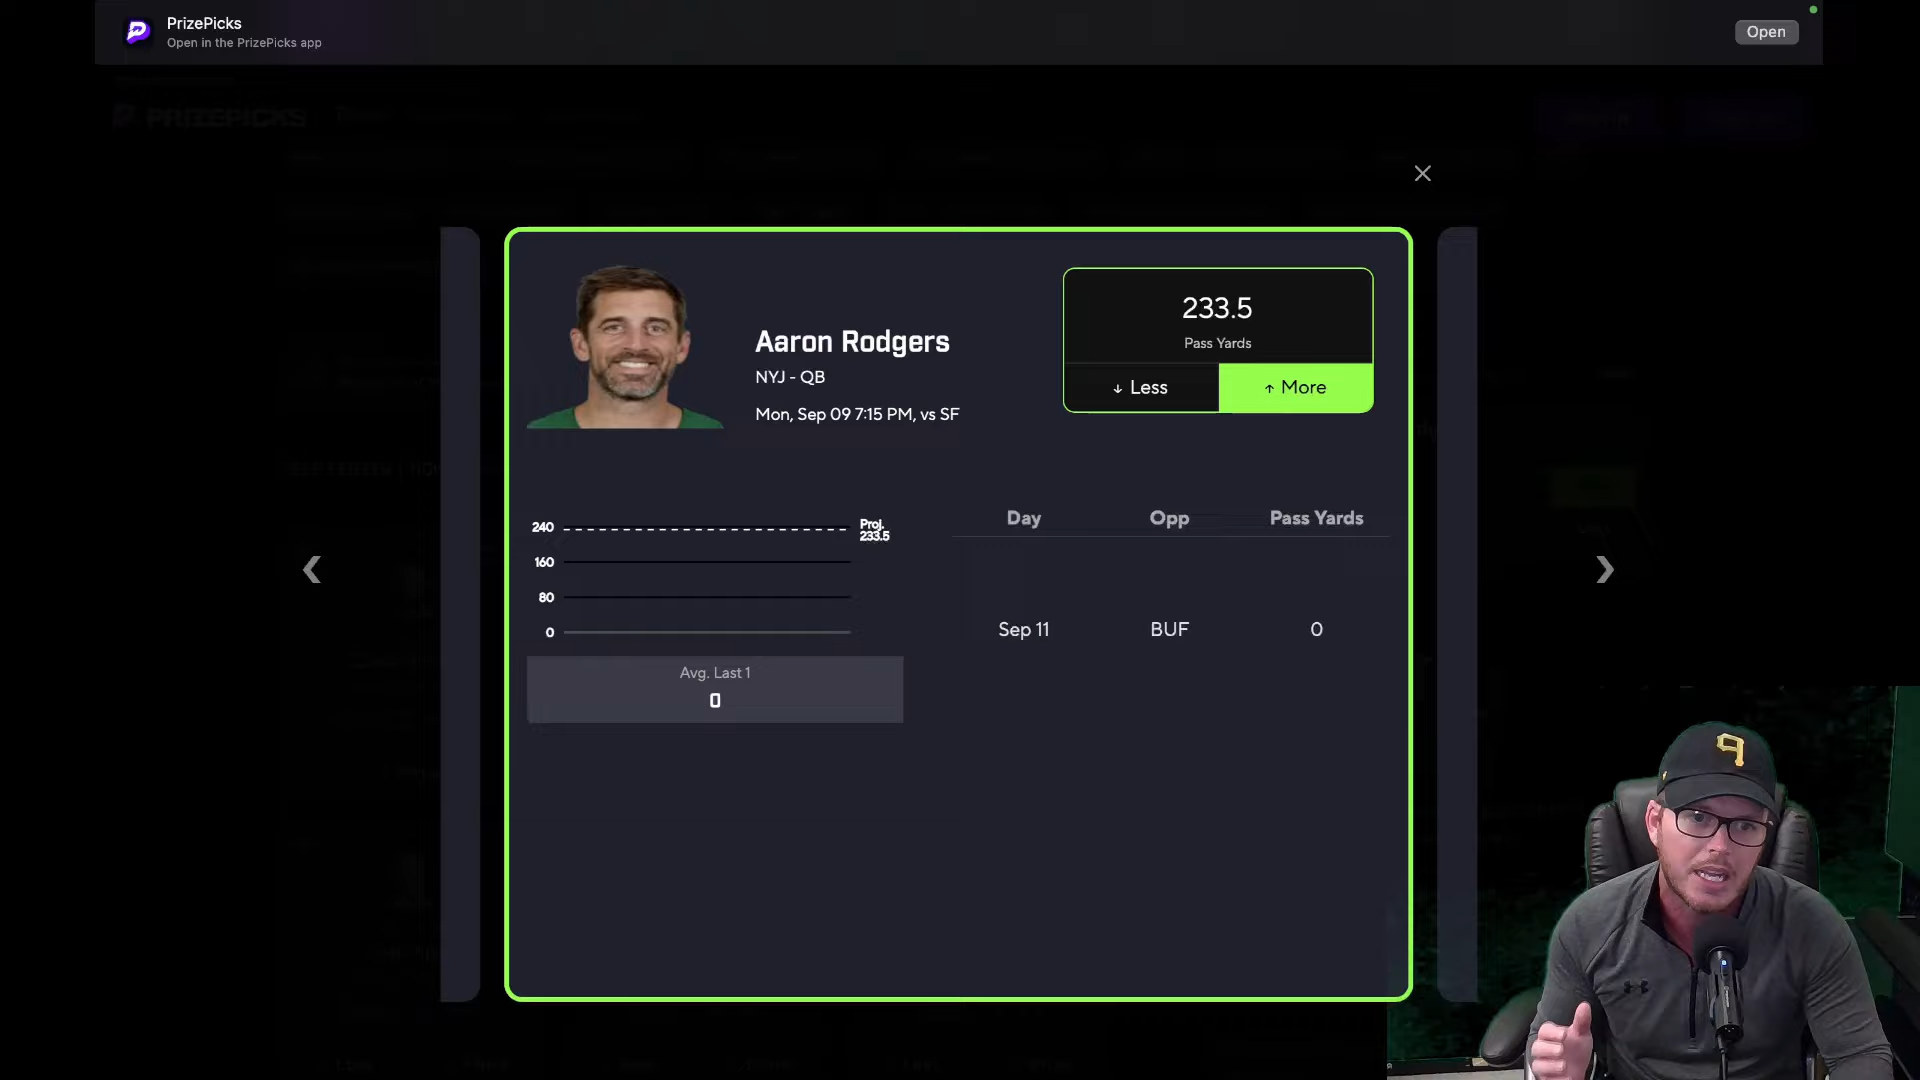 PrizePicks
Open in the PrizePicks app
Open
PRIZEPICKS
233.5
Pass Yards
↓ Less
↑ More
Aaron Rodgers
NYJ - QB
Mon, Sep 09 7:15 PM, vs SF
240
160
80
0
Proj.
233.5
Avg. Last 1
0
Day Opp Pass Yards
Sep 11 BUF 0
P